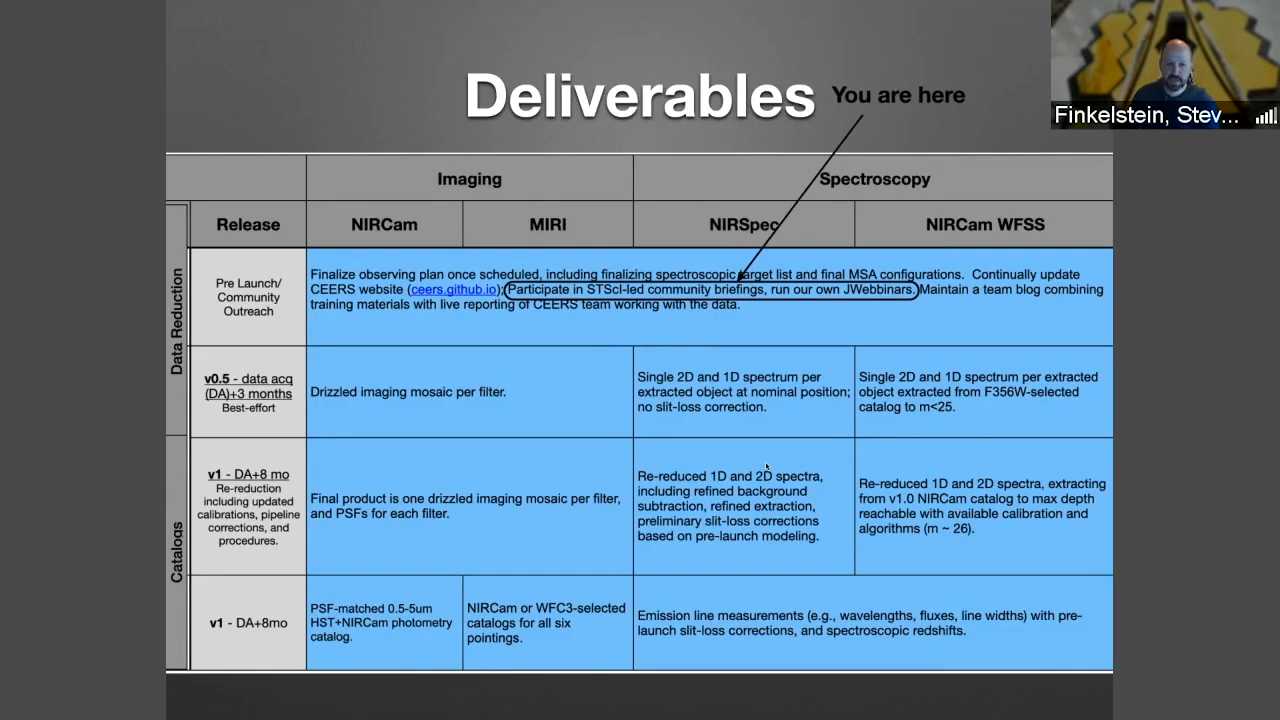 Deliverables
You are here
Finkelstein, Stev...
Imaging
Spectroscopy
Release
NIRCam
MIRI
NIRSpec
NIRCam WFSS
Data Reduction
Pre Launch/
Community
Outreach
Finalize observing plan once scheduled, including finalizing spectroscopic target list and final MSA configurations. Continually update
CEERS website (ceers.github.io); Participate in STScI-led community briefings, run our own JWebbinars. Maintain a team blog combining
training materials with live reporting of CEERS team working with the data.
v0.5 - data acq
(DA)+3 months
Best-effort
Drizzled imaging mosaic per filter.
Single 2D and 1D spectrum per
extracted object at nominal position;
no slit-loss correction.
Single 2D and 1D spectrum per extracted
object extracted from F356W-selected
catalog to m<25.
Catalogs
v1 - DA+8 mo
Re-reduction
including updated
calibrations, pipeline
corrections, and
procedures.
Final product is one drizzled imaging mosaic per filter,
and PSFs for each filter.
Re-reduced 1D and 2D spectra,
including refined background
subtraction, refined extraction,
preliminary slit-loss corrections
based on pre-launch modeling.
Re-reduced 1D and 2D spectra, extracting
from v1.0 NIRCam catalog to max depth
reachable with available calibration and
algorithms (m ~ 26).
v1 - DA+8mo
PSF-matched 0.5-5um
HST+NIRCam photometry
catalog.
NIRCam or WFC3-selected
catalogs for all six
pointings.
Emission line measurements (e.g., wavelengths, fluxes, line widths) with pre-
launch slit-loss corrections, and spectroscopic redshifts.